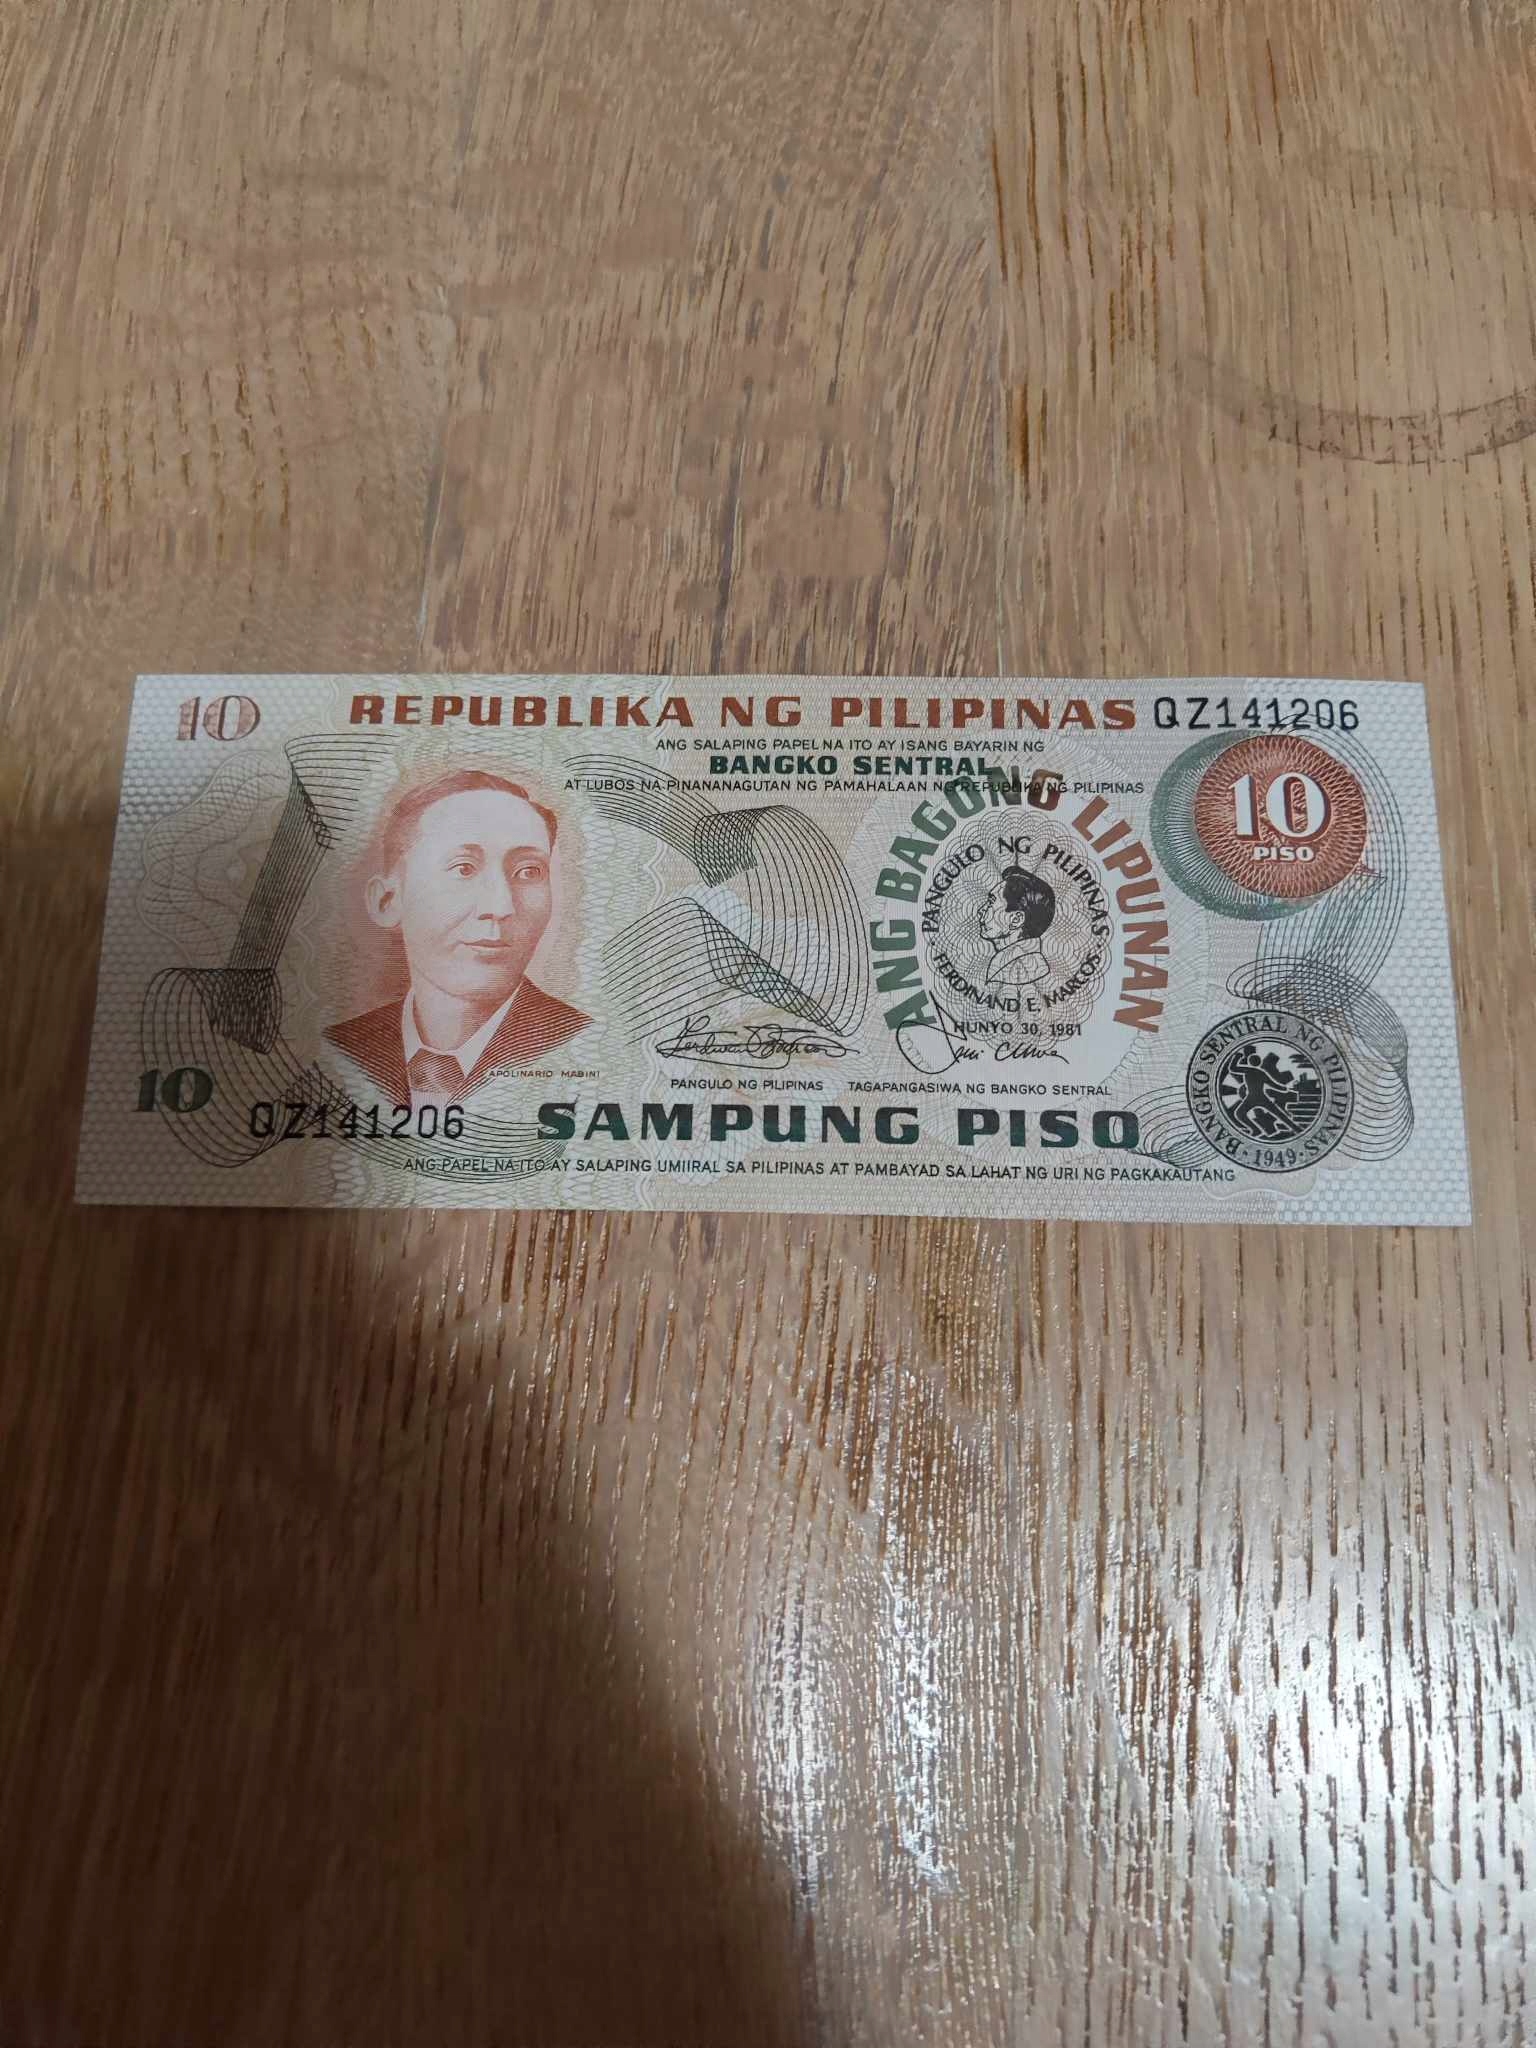 10 REPUBLIKA NG PILIPINAS QZ141206
ANG SALAPING PAPEL NA ITO AY ISANG BAYARIN NG
BANGKO SENTRAL
AT LUBOS NA PINANANAGUTAN NG PAMAHALAAN NG REPUBLIKA NG PILIPINAS
10
PISO
ANG BAGONG LIPUNAN
PANGULO NG PILIPINAS
FERDINAND E. MARCOS
HUNYO 30, 1981
APOLINARIO MABINI
PANGULO NG PILIPINAS TAGAPANGASIWA NG BANGKO SENTRAL
10 QZ141206 SAMPUNG PISO
BANGKO SENTRAL NG PILIPINAS
1949
ANG PAPEL NA ITO AY SALAPING UMIIRAL SA PILIPINAS AT PAMBAYAD SA LAHAT NG URI NG PAGKAKAUTANG